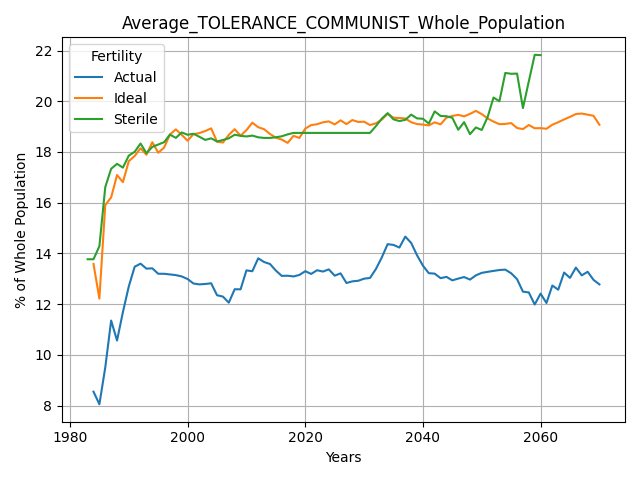 Average_TOLERANCE_COMMUNIST_Whole_Population
Fertility
Actual
Ideal
Sterile
% of Whole Population
22
20
18
16
14
12
10
8
1980
2000
2020
2040
2060
Years